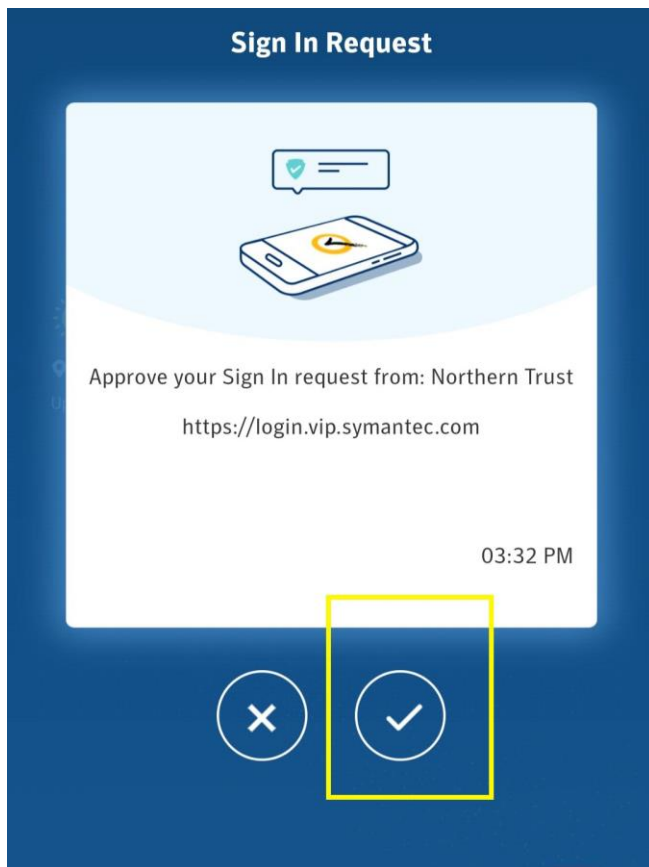 Sign In Request
Approve your Sign In request from: Northern Trust
https://login.vip.symantec.com
03:32 PM